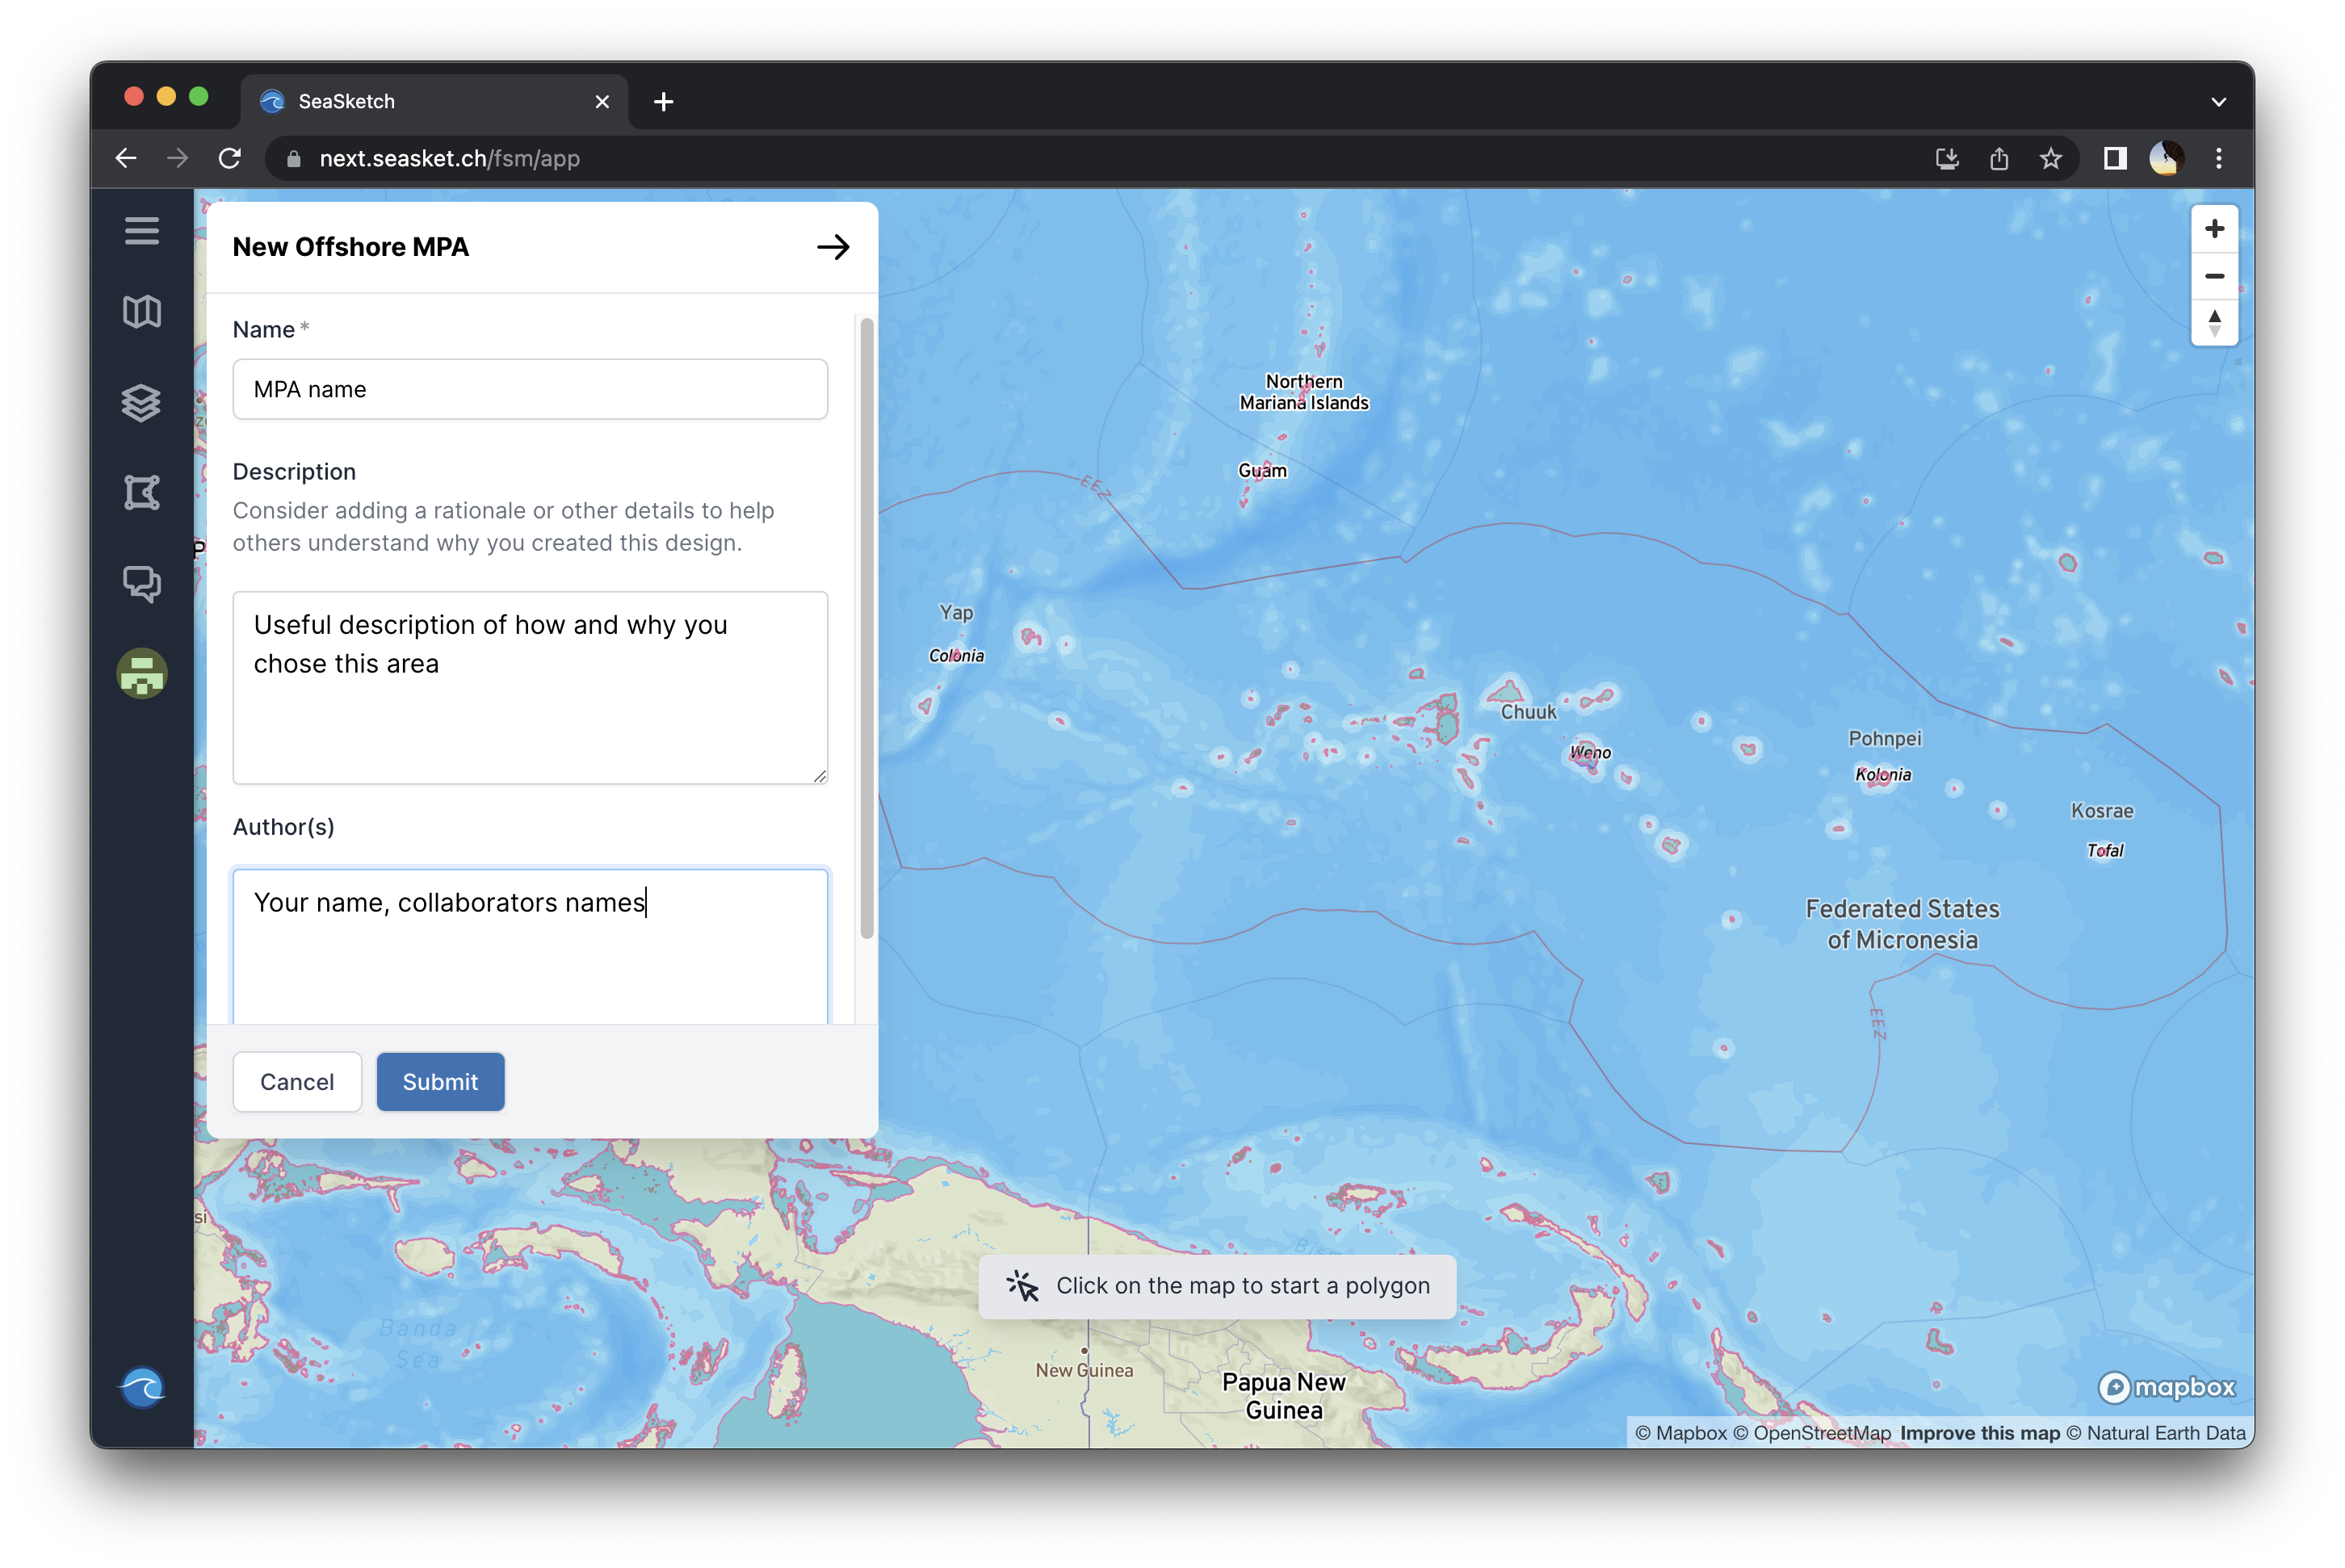 SeaSketch
next.seasket.ch/fsm/app
New Offshore MPA
Name *
MPA name
Description
Consider adding a rationale or other details to help
others understand why you created this design.
Useful description of how and why you
chose this area
Author(s)
Your name, collaborators names
Cancel
Submit
Northern
Mariana Islands
Guam
EEZ
Yap
Colonia
Chuuk
Weno
Pohnpei
Kolonia
Kosrae
Tofal
Federated States
of Micronesia
EEZ
Click on the map to start a polygon
Banda
Sea
New Guinea
Papua New
Guinea
mapbox
© Mapbox © OpenStreetMap Improve this map © Natural Earth Data